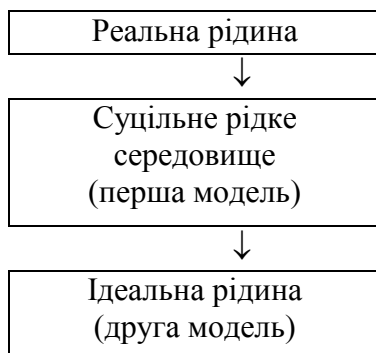 Реальна рідина
↓
Суцільне рідке
середовище
(перша модель)
↓
Ідеальна рідина
(друга модель)